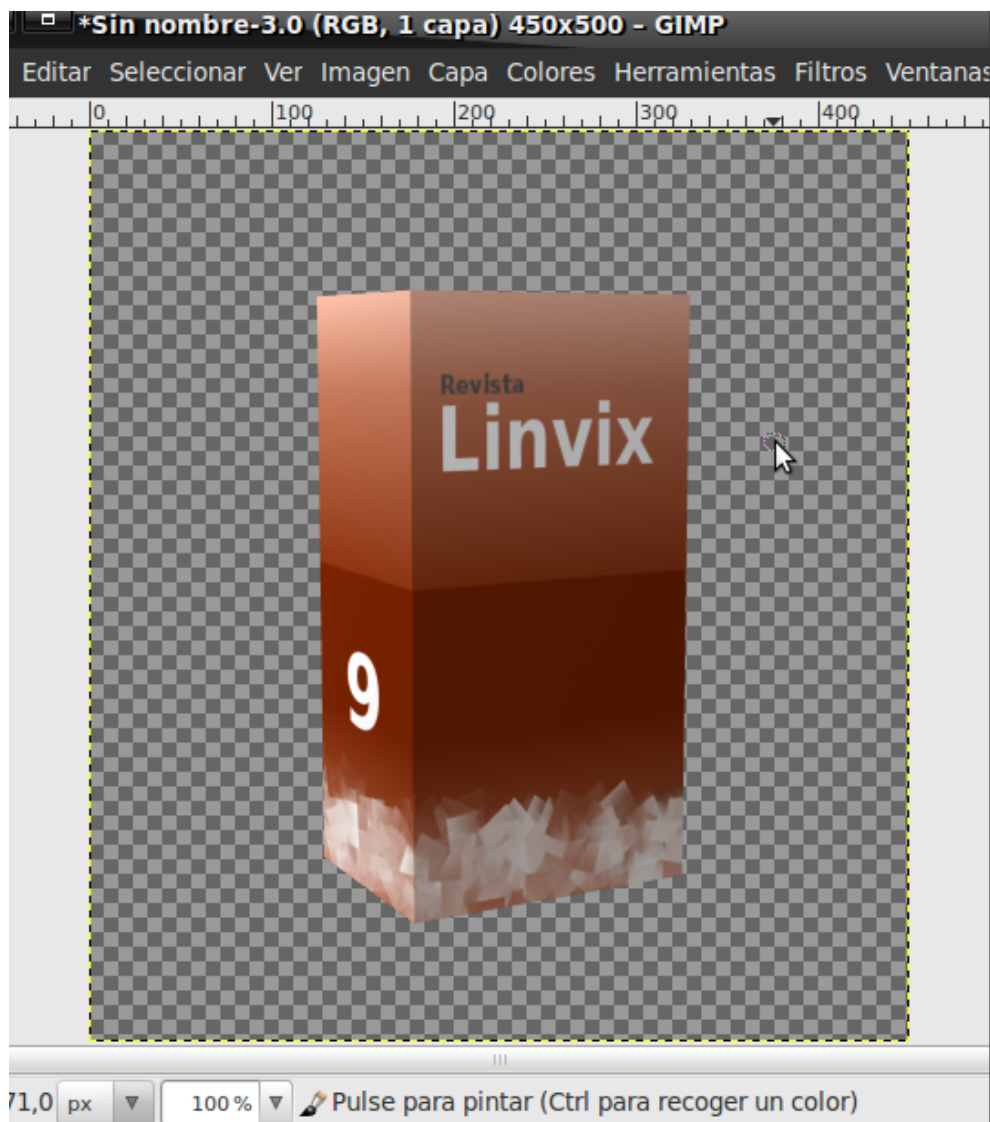 *Sin nombre-3.0 (RGB, 1 capa) 450x500 – GIMP
Editar Seleccionar Ver Imagen Capa Colores Herramientas Filtros Ventanas
0 100 200 300 400
Revista
Linvix
9
71,0 px 100 % Pulse para pintar (Ctrl para recoger un color)